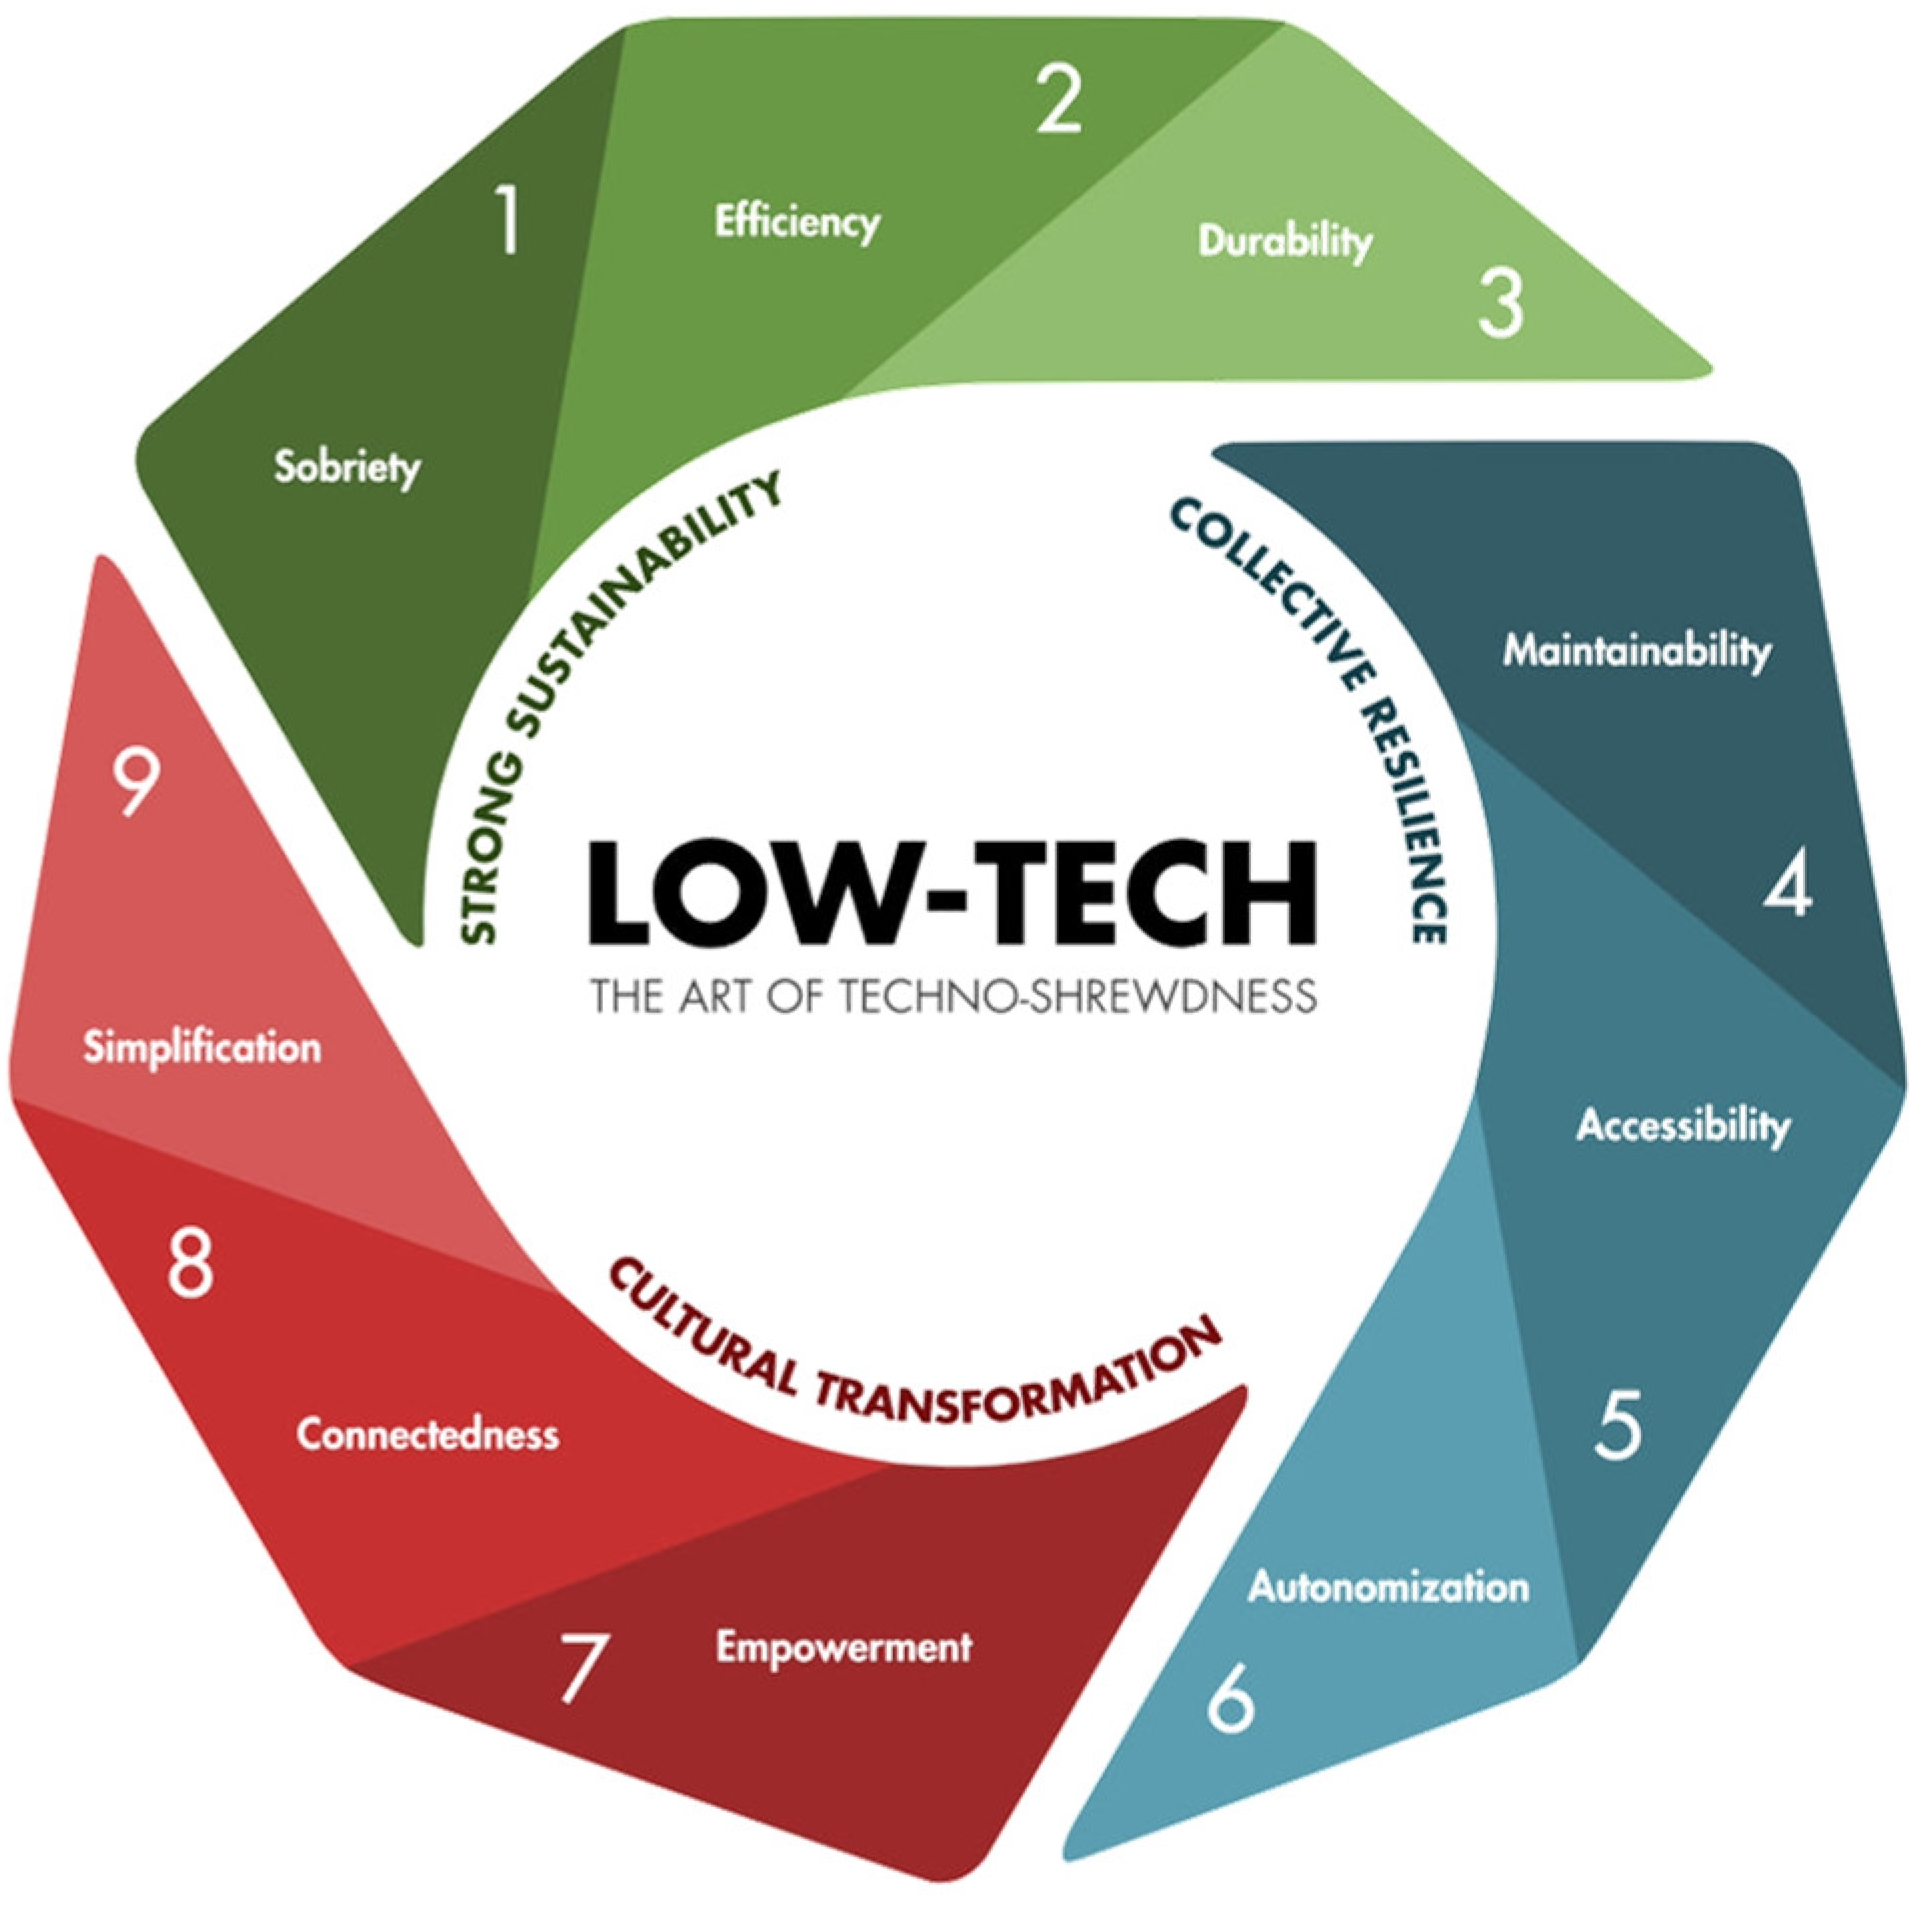 1
Sobriety
2
Efficiency
3
Durability
STRONG SUSTAINABILITY
4
Maintainability
5
Accessibility
6
Autonomization
COLLECTIVE RESILIENCE
7
Empowerment
8
Connectedness
9
Simplification
CULTURAL TRANSFORMATION
LOW-TECH
THE ART OF TECHNO-SHREWDNESS